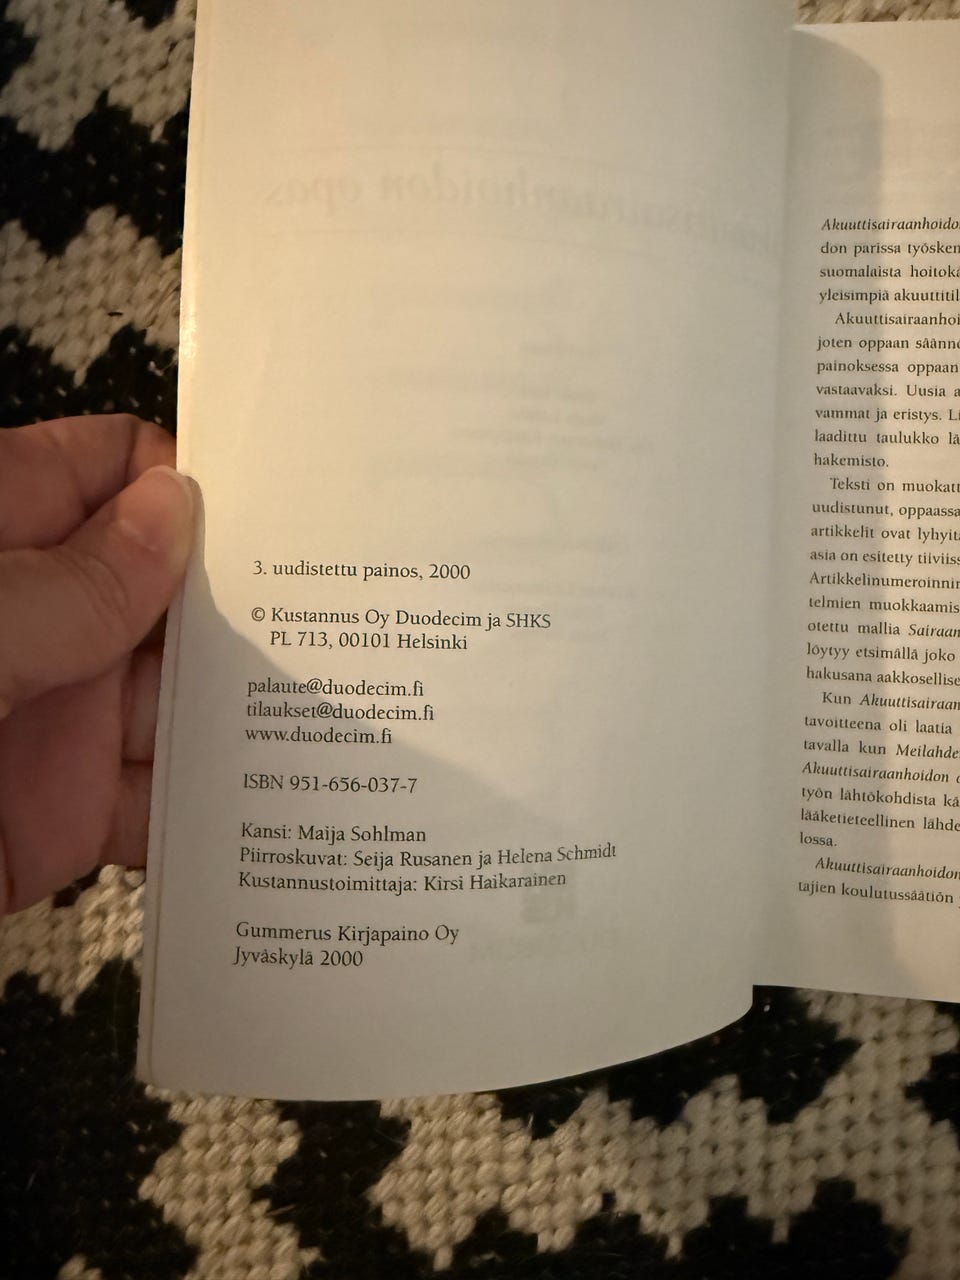 3. uudistettu painos, 2000
© Kustannus Oy Duodecim ja SHKS
PL 713, 00101 Helsinki
palaute@duodecim.fi
tilaukset@duodecim.fi
www.duodecim.fi
ISBN 951-656-037-7
Kansi: Maija Sohlman
Piirroskuvat: Seija Rusanen ja Helena Schmidt
Kustannustoimittaja: Kirsi Haikarainen
Gummerus Kirjapaino Oy
Jyväskylä 2000
Akuuttisairaanhoido
don parissa työsken
suomalaista hoitokä
yleisimpiä akuuttitil
Akuuttisairaanhoi
joten oppaan säännö
painoksessa oppaan
vastaavaksi. Uusia a
vammat ja eristys. Li
laadittu taulukko lä
hakemisto.
Teksti on muokatt
uudistunut, oppaassa
artikkelit ovat lyhyit
asia on esitetty tiiviiss
Artikkelinumeroinnin
telmien muokkaamis
otettu mallia Sairaan
löytyy etsimällä joko
hakusana aakkosellise
Kun Akuuttisairaan
tavoitteena oli laatia
tavalla kun Meilahde
Akuuttisairaanhoidon o
työn lähtökohdista kä
lääketieteellinen lähde
lossa.
Akuuttisairaanhoidon
tajien koulutussäätiön